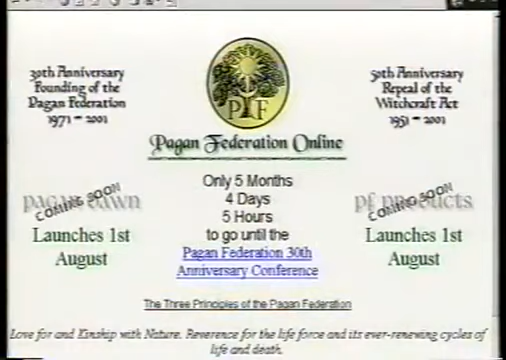 30th Anniversary
Founding of the
Pagan Federation
1971 - 2001
P F
50th Anniversary
Repeal of the
Witchcraft Act
1951 - 2001
Pagan Federation Online
pagan dawn
COMING SOON
Launches 1st
August
Only 5 Months
4 Days
5 Hours
to go until the
Pagan Federation 30th
Anniversary Conference
pf products
COMING SOON
Launches 1st
August
The Three Principles of the Pagan Federation
Love for and Kinship with Nature. Reverence for the life force and its ever-renewing cycles of
life and death.